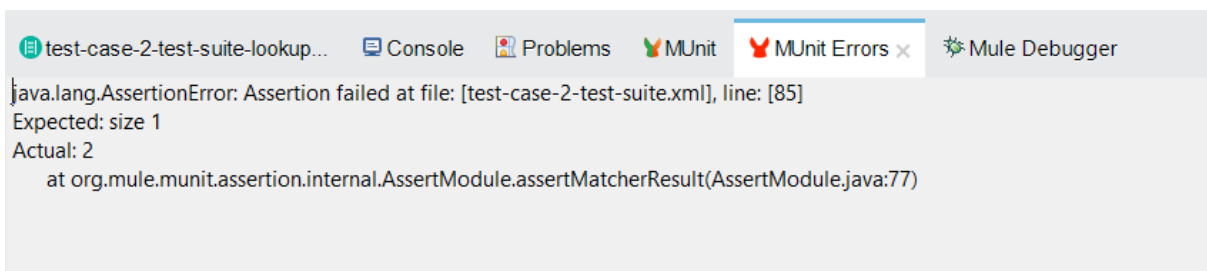 test-case-2-test-suite-lookup... Console Problems MUnit MUnit Errors Mule Debugger
java.lang.AssertionError: Assertion failed at file: [test-case-2-test-suite.xml], line: [85]
Expected: size 1
Actual: 2
at org.mule.munit.assertion.internal.AssertModule.assertMatcherResult(AssertModule.java:77)